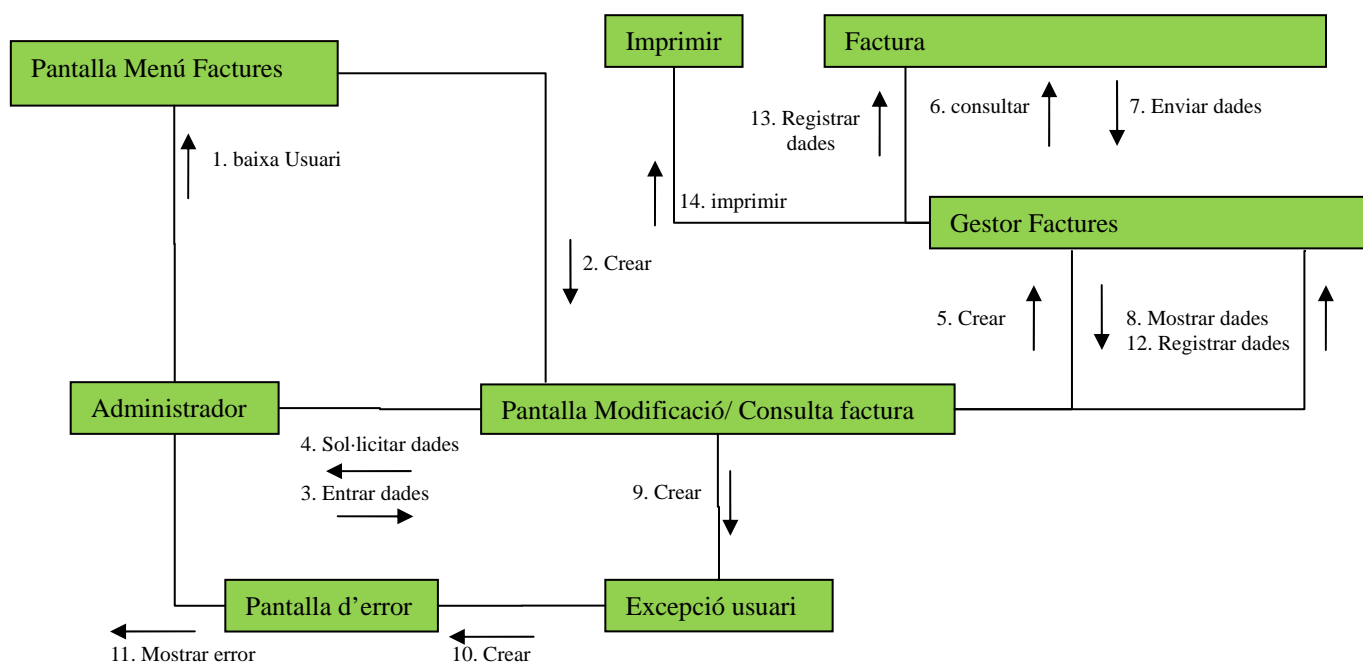 Imprimir
Factura
Pantalla Menú Factures
6. consultar
7. Enviar dades
13. Registrar
dades
1. baixa Usuari
14. imprimir
Gestor Factures
2. Crear
5. Crear
8. Mostrar dades
12. Registrar dades
Administrador
Pantalla Modificació/ Consulta factura
4. Sol·licitar dades
3. Entrar dades
9. Crear
Pantalla d’error
Excepció usuari
11. Mostrar error
10. Crear